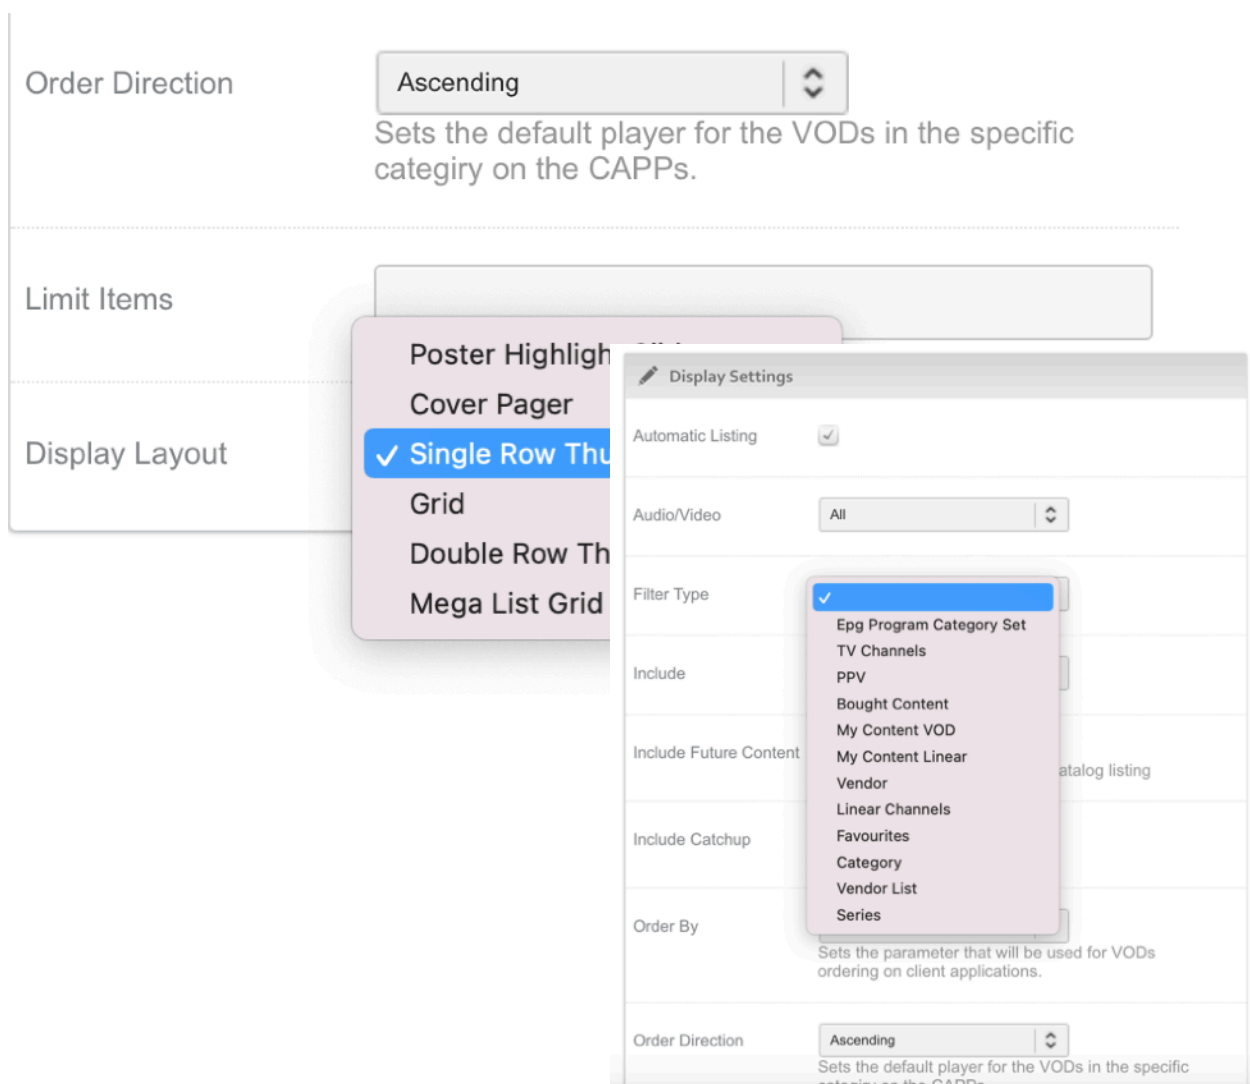 Order Direction
Ascending
Sets the default player for the VODs in the specific
categiry on the CAPPs.
Limit Items
Display Layout
Poster Highligh
Cover Pager
Single Row Thu
Grid
Double Row Th
Mega List Grid
Display Settings
Automatic Listing
Audio/Video
All
Filter Type
Epg Program Category Set
TV Channels
PPV
Bought Content
My Content VOD
My Content Linear
Vendor
Linear Channels
Favourites
Category
Vendor List
Series
Include
Include Future Content
atalog listing
Include Catchup
Order By
Sets the parameter that will be used for VODs
ordering on client applications.
Order Direction
Ascending
Sets the default player for the VODs in the specific
categiry on the CAPPs.